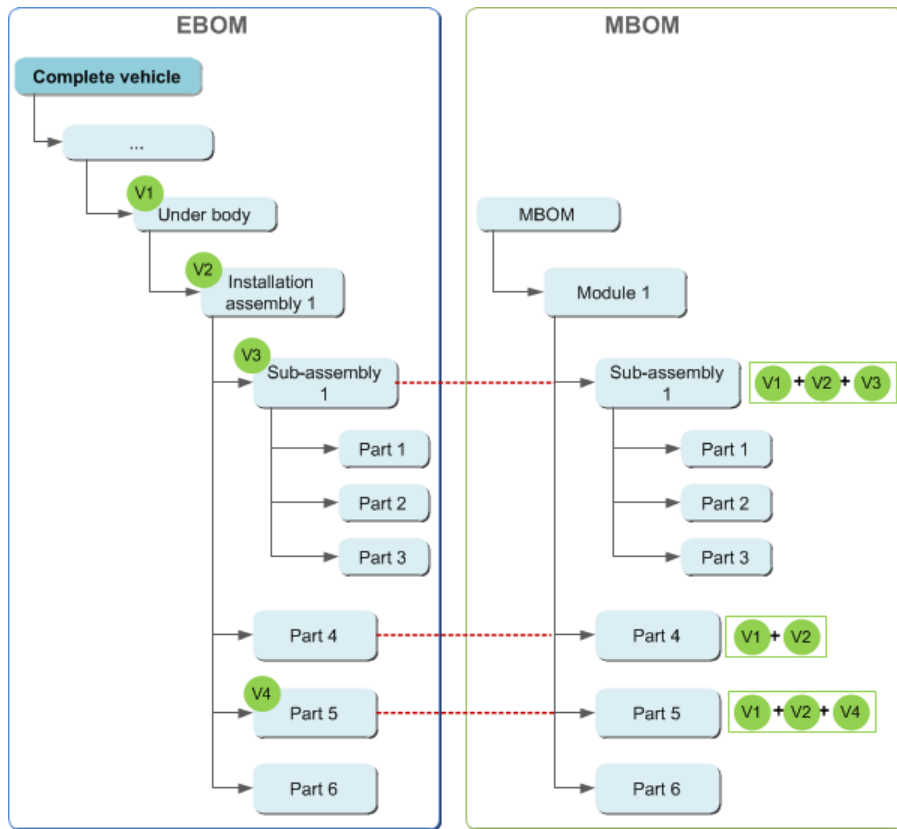 EBOM
Complete vehicle
...
V1
Under body
V2
Installation
assembly 1
V3
Sub-assembly
1
Part 1
Part 2
Part 3
Part 4
V4
Part 5
Part 6
MBOM
MBOM
Module 1
Sub-assembly
1
V1 + V2 + V3
Part 1
Part 2
Part 3
Part 4
V1 + V2
Part 5
V1 + V2 + V4
Part 6